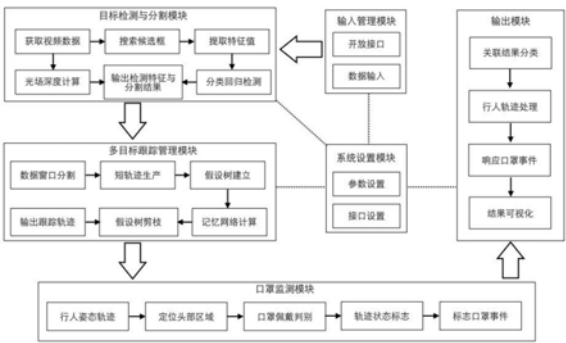 目标检测与分割模块
获取视频数据
搜索候选框
提取特征值
光场深度计算
输出检测特征与
分割结果
分类回归检测
输入管理模块
开放接口
数据输入
输出模块
关联结果分类
行人轨迹处理
响应口罩事件
结果可视化
多目标跟踪管理模块
数据窗口分割
短轨迹生产
假设树建立
输出跟踪轨迹
假设树剪枝
记忆网络计算
系统设置模块
参数设置
接口设置
口罩监测模块
行人姿态轨迹
定位头部区域
口罩佩戴判别
轨迹状态标志
标志口罩事件